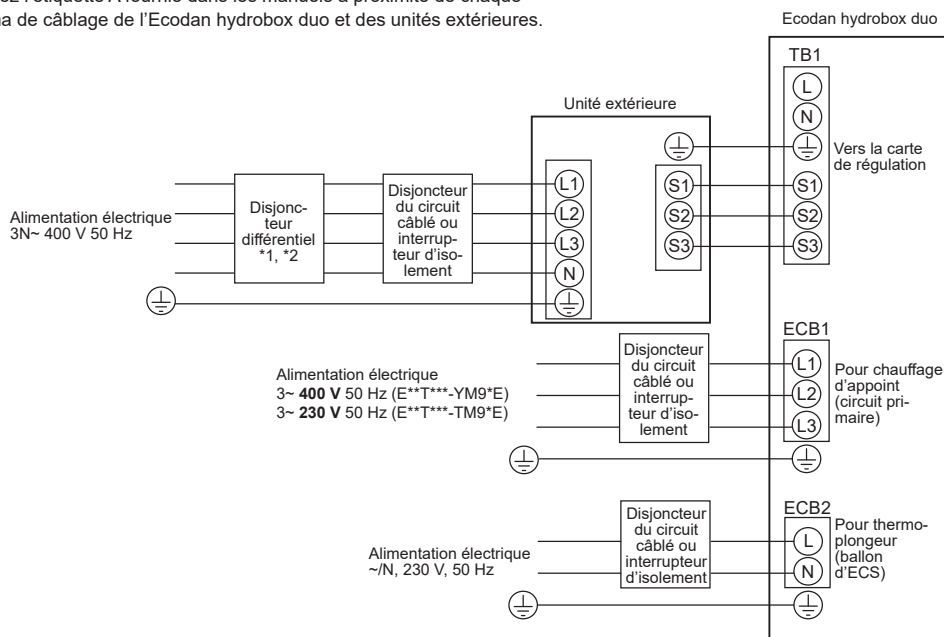 l'étiquette A fournie dans les manuels à proximité de chaque
de câblage de l'Ecodan hydrobox duo et des unités extérieures.
Ecodan hydrobox duo
TB1
L
N
Vers la carte
de régulation
S1
S2
S3
Unité extérieure
L1
L2
L3
N
S1
S2
S3
Alimentation électrique
3N~ 400 V 50 Hz
Disjonc-
teur
différentiel
*1, *2
Disjoncteur
du circuit
câblé ou
interrup-
teur d'iso-
lement
ECB1
L1
L2
L3
Pour chauffage
d'appoint
(circuit pri-
maire)
Alimentation électrique
3~ 400 V 50 Hz (E**T***-YM9*E)
3~ 230 V 50 Hz (E**T***-TM9*E)
Disjoncteur
du circuit
câblé ou
interrup-
teur d'iso-
lement
ECB2
L
N
Pour thermo-
plongeur
(ballon
d'ECS)
Alimentation électrique
~/N, 230 V, 50 Hz
Disjoncteur
du circuit
câblé ou
interrupteur
d'isolement